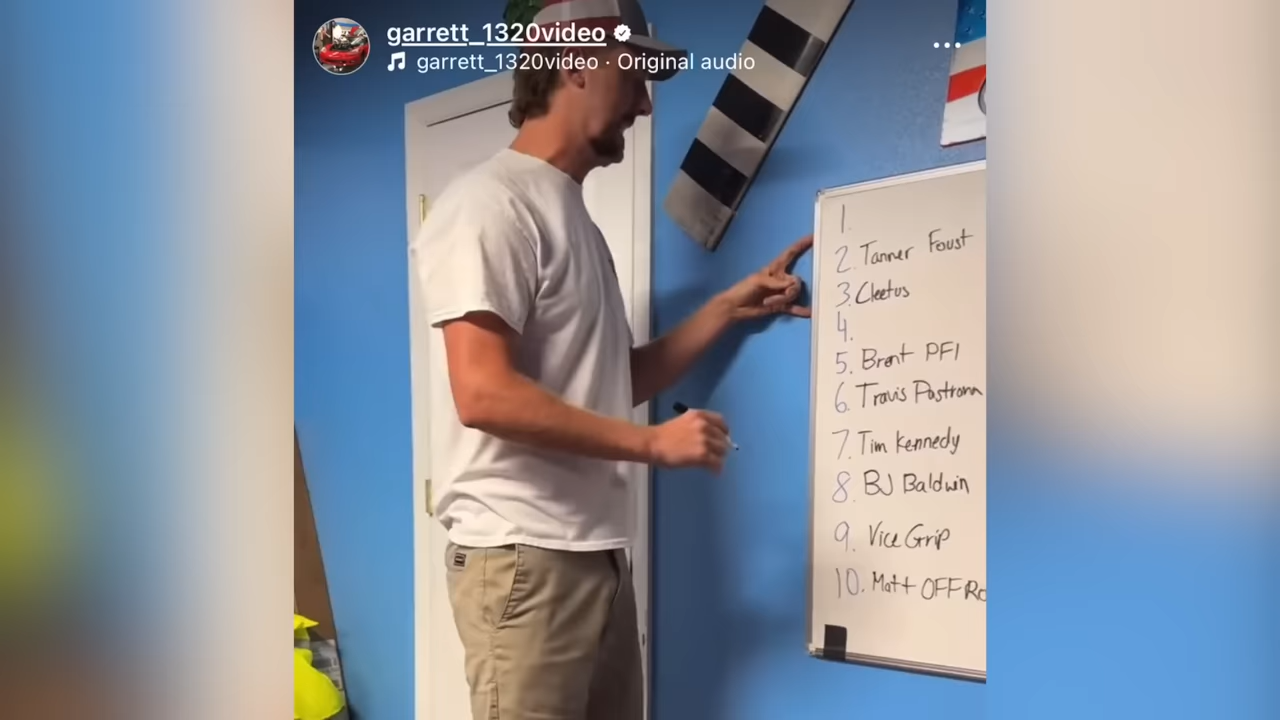 garrett_1320video
garrett_1320video · Original audio
1.
2. Tanner Foust
3. Cleetus
4.
5. Brent PFI
6. Travis Pastrana
7. Tim Kennedy
8. BJ Baldwin
9. Vice Grip
10. Matt OFF Ro